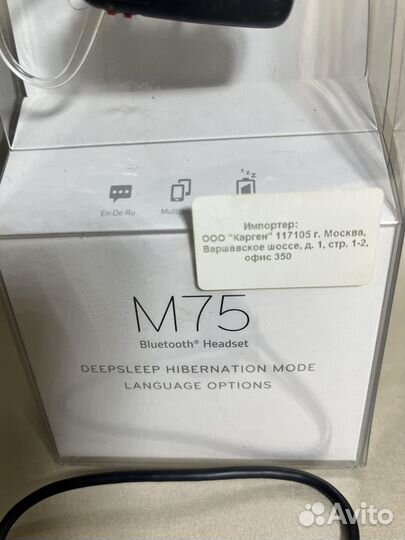 zzz
En-De-Ru
Импортер:
ООО "Карген" 117105 г. Москва,
Варшавское шоссе, д. 1, стр. 1-2,
офис 350
M75
Bluetooth® Headset
DEEPSLEEP HIBERNATION MODE
LANGUAGE OPTIONS
Avito